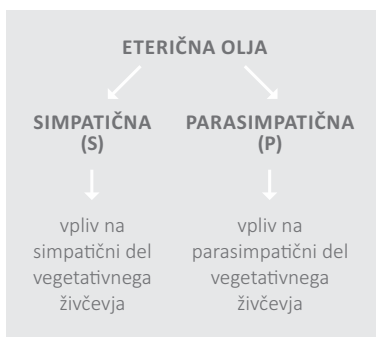 ETERIČNA OLJA
SIMPATIČNA
(S)
PARASIMPATIČNA
(P)
vpliv na
simpatični del
vegetativnega
živčevja
vpliv na
parasimpatični del
vegetativnega
živčevja